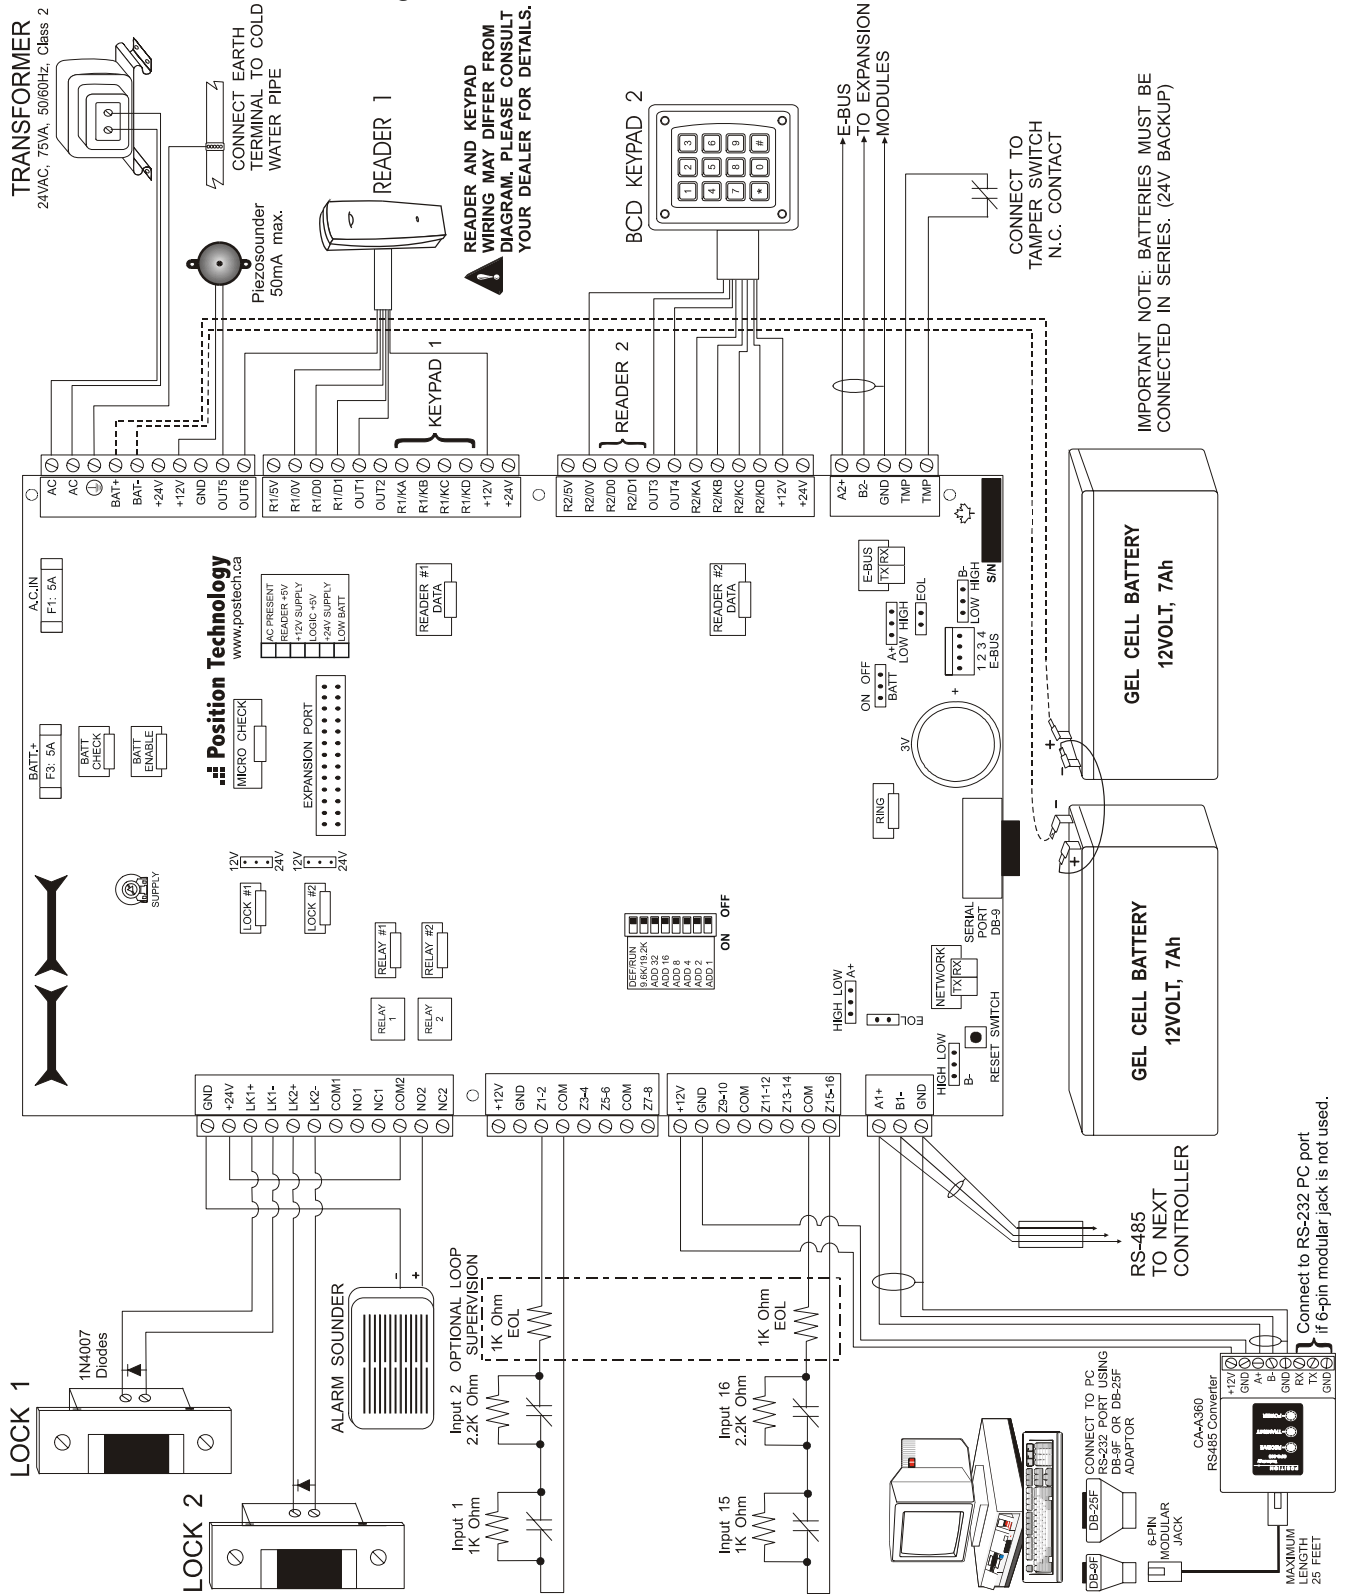 TRANSFORMER
24VAC, 75VA, 50/60Hz, Class 2
CONNECT EARTH
TERMINAL TO COLD
WATER PIPE
Piezosounder
50mA max.
READER 1
READER AND KEYPAD
WIRING MAY DIFFER FROM
DIAGRAM. PLEASE CONSULT
YOUR DEALER FOR DETAILS.
BCD KEYPAD 2
1
2
3
4
5
6
7
8
9
*
0
#
E-BUS
TO EXPANSION
MODULES
CONNECT TO
TAMPER SWITCH
N.C. CONTACT
IMPORTANT NOTE: BATTERIES MUST BE
CONNECTED IN SERIES. (24V BACKUP)
KEYPAD 1
READER 2
AC
AC
BAT+
BAT-
+24V
+12V
GND
OUT5
OUT6
R1/5V
R1/0V
R1/D0
R1/D1
OUT1
OUT2
R1/KA
R1/KB
R1/KC
R1/KD
+12V
+24V
R2/5V
R2/0V
R2/D0
R2/D1
OUT3
OUT4
R2/KA
R2/KB
R2/KC
R2/KD
+12V
+24V
A2+
B2-
GND
TMP
TMP
A.C.IN
F1: 5A
BATT.+
F3: 5A
BATT
CHECK
BATT
ENABLE
SUPPLY
Position Technology
www.postech.ca
MICRO CHECK
AC PRESENT
READER +5V
+12V SUPPLY
LOGIC +5V
+24V SUPPLY
LOW BATT
EXPANSION PORT
12V
24V
LOCK #1
12V
24V
LOCK #2
RELAY #1
RELAY #2
RELAY
1
RELAY
2
READER #1
DATA
READER #2
DATA
DEF/RUN
9.6K/19.2K
ADD 32
ADD 16
ADD 8
ADD 4
ADD 2
ADD 1
ON
OFF
E-BUS
TX RX
A+
LOW HIGH
EOL
B-
LOW HIGH
S/N
1 2 3 4
E-BUS
ON OFF
BATT
3V
+
RING
SERIAL
PORT
DB-9
NETWORK
TX RX
HIGH LOW
A+
EOL
HIGH LOW
B-
RESET SWITCH
GND
+24V
LK1+
LK1-
LK2+
LK2-
COM1
NO1
NC1
COM2
NO2
NC2
+12V
GND
Z1-2
COM
Z3-4
Z5-6
COM
Z7-8
+12V
GND
Z9-10
COM
Z11-12
Z13-14
COM
Z15-16
A1+
B1-
GND
GEL CELL BATTERY
12VOLT, 7Ah
+
-
GEL CELL BATTERY
12VOLT, 7Ah
-
+
LOCK 1
1N4007
Diodes
LOCK 2
ALARM SOUNDER
-
+
OPTIONAL LOOP
SUPERVISION
1K Ohm
EOL
Input 2
2.2K Ohm
Input 1
1K Ohm
1K Ohm
EOL
Input 16
2.2K Ohm
Input 15
1K Ohm
RS-485
TO NEXT
CONTROLLER
Connect to RS-232 PC port
if 6-pin modular jack is not used.
+12V
GND
A+
B-
GND
RX
TX
GND
CA-A360
RS485 Converter
POSITION
Technology
RECEIVE
TRANSMIT
POWER
CONNECT TO PC
RS-232 PORT USING
DB-9F OR DB-25F
ADAPTOR
DB-25F
DB-9F
6-PIN
MODULAR
JACK
MAXIMUM
LENGTH
25 FEET